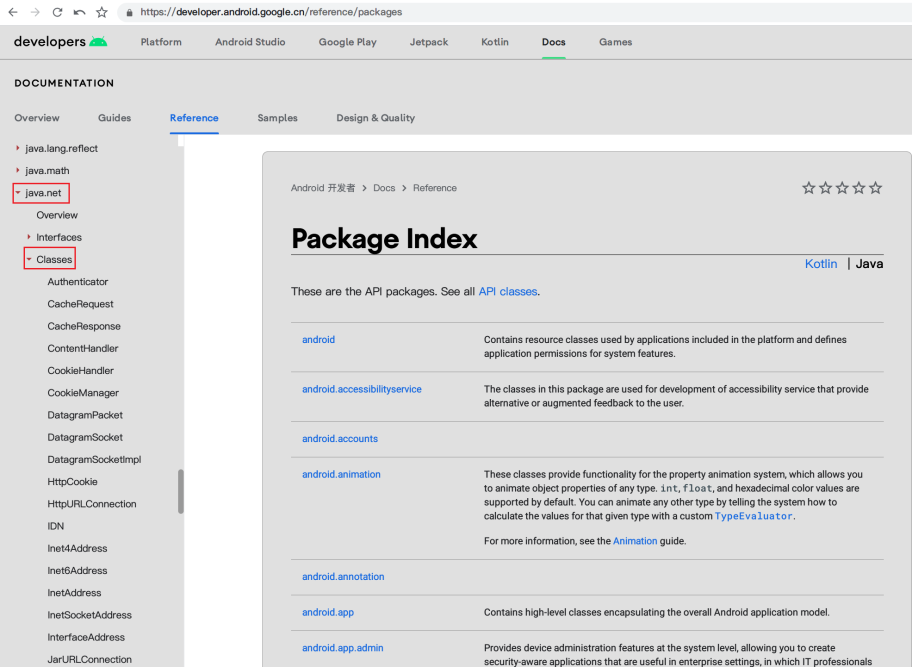 https://developer.android.google.cn/reference/packages
developers
Platform
Android Studio
Google Play
Jetpack
Kotlin
Docs
Games
DOCUMENTATION
Overview
Guides
Reference
Samples
Design & Quality
java.lang.reflect
java.math
java.net
Overview
Interfaces
Classes
Authenticator
CacheRequest
CacheResponse
ContentHandler
CookieHandler
CookieManager
DatagramPacket
DatagramSocket
DatagramSocketImpl
HttpCookie
HttpURLConnection
IDN
Inet4Address
Inet6Address
InetAddress
InetSocketAddress
InterfaceAddress
JarURLConnection
Android 开发者 > Docs > Reference
Package Index
Kotlin | Java
These are the API packages. See all API classes.
android
Contains resource classes used by applications included in the platform and defines
application permissions for system features.
android.accessibilityservice
The classes in this package are used for development of accessibility service that provide
alternative or augmented feedback to the user.
android.accounts
android.animation
These classes provide functionality for the property animation system, which allows you
to animate object properties of any type. int, float, and hexadecimal color values are
supported by default. You can animate any other type by telling the system how to
calculate the values for that given type with a custom TypeEvaluator.
For more information, see the Animation guide.
android.annotation
android.app
Contains high-level classes encapsulating the overall Android application model.
android.app.admin
Provides device administration features at the system level, allowing you to create
security-aware applications that are useful in enterprise settings, in which IT professionals